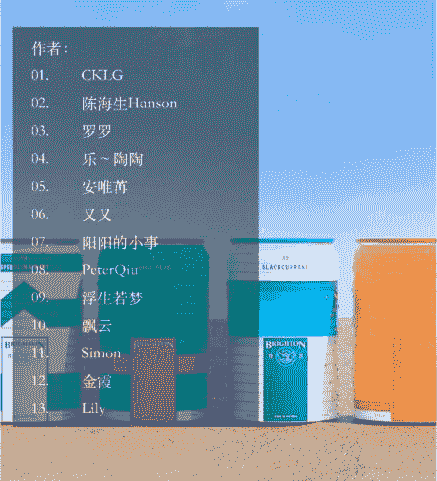 作者：
01. CKLG
02. 陈海生Hanson
03. 罗罗
04. 乐~陶陶
05. 安唯苒
06. 又又
07. 阳阳的小事
08. PeterQiu
09. 浮生若梦
10. 飘云
11. Simon
12. 金霞
13. Lily
BLACKCURRANT
BRIGHTON